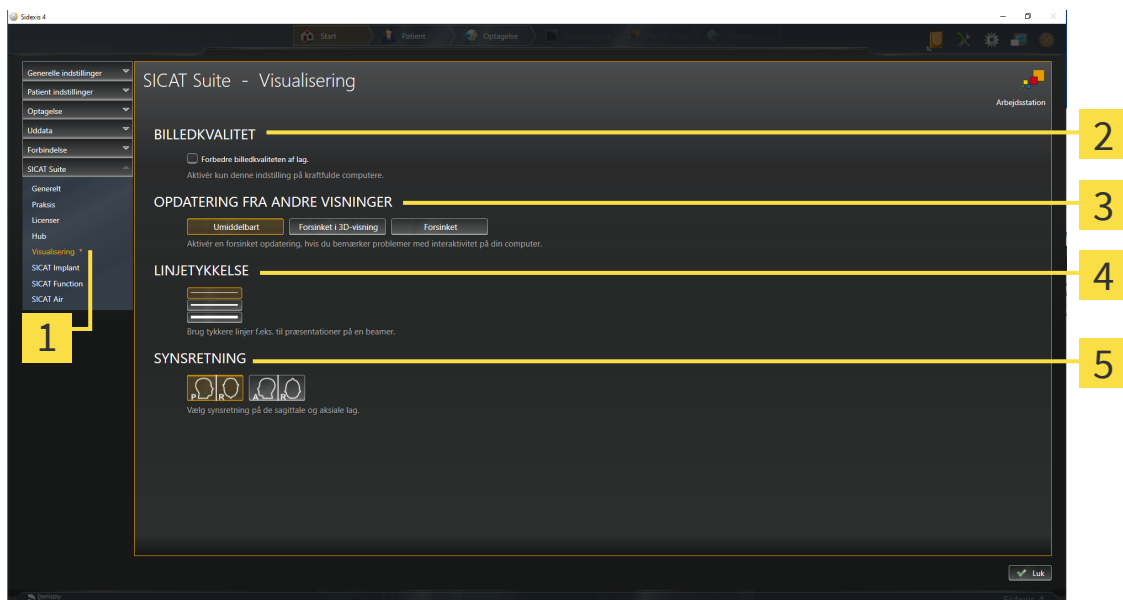 Sidexis 4
Start
Patient
Optagelse
Generelle indstillinger
Patient indstillinger
Optagelse
Uddata
Forbindelse
SICAT Suite
Generelt
Praksis
Licenser
Hub
Visualisering *
SICAT Implant
SICAT Function
SICAT Air
1
SICAT Suite - Visualisering
Arbejdsstation
BILLEDKVALITET
2
Forbedre billedkvaliteten af lag.
Aktivér kun denne indstilling på kraftfulde computere.
OPDATERING FRA ANDRE VISNINGER
3
Umiddelbart
Forsinket i 3D-visning
Forsinket
Aktivér en forsinket opdatering, hvis du bemærker problemer med interaktivitet på din computer.
LINJETYKKELSE
4
Brug tykkere linjer f.eks. til præsentationer på en beamer.
SYNSRETNING
5
P R
A R
Vælg synsretning på de sagittale og aksiale lag.
Luk
Sidexis 4